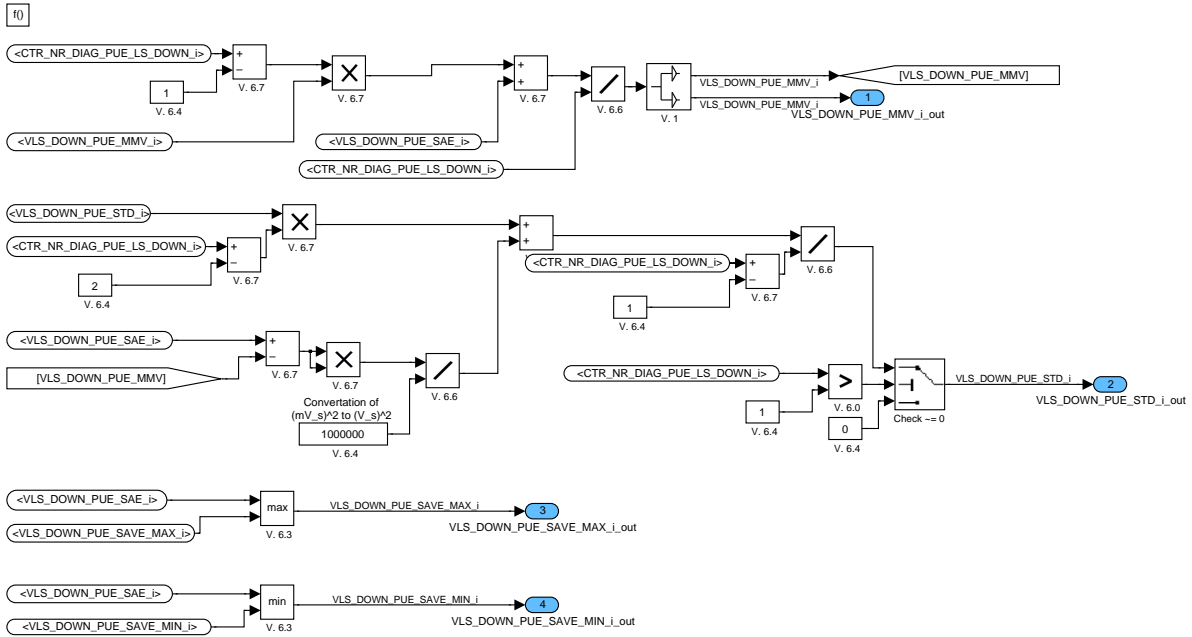 f()
<CTR_NR_DIAG_PUE_LS_DOWN_i>
+
−
V. 6.7
1
V. 6.4
V. 6.7
<VLS_DOWN_PUE_MMV_i>
+
+
V. 6.7
<VLS_DOWN_PUE_SAE_i>
<CTR_NR_DIAG_PUE_LS_DOWN_i>
V. 6.6
V. 1
VLS_DOWN_PUE_MMV_i
[VLS_DOWN_PUE_MMV]
VLS_DOWN_PUE_MMV_i
1
VLS_DOWN_PUE_MMV_i_out
<VLS_DOWN_PUE_STD_i>
V. 6.7
<CTR_NR_DIAG_PUE_LS_DOWN_i>
+
−
V. 6.7
2
V. 6.4
+
+
<CTR_NR_DIAG_PUE_LS_DOWN_i>
+
−
V. 6.7
1
V. 6.4
V. 6.6
<VLS_DOWN_PUE_SAE_i>
+
−
V. 6.7
[VLS_DOWN_PUE_MMV]
V. 6.7
V. 6.6
Convertation of
(mV_s)^2 to (V_s)^2
1000000
V. 6.4
<CTR_NR_DIAG_PUE_LS_DOWN_i>
>
V. 6.0
1
V. 6.4
0
V. 6.4
Check ~= 0
VLS_DOWN_PUE_STD_i
2
VLS_DOWN_PUE_STD_i_out
<VLS_DOWN_PUE_SAE_i>
<VLS_DOWN_PUE_SAVE_MAX_i>
max
V. 6.3
VLS_DOWN_PUE_SAVE_MAX_i
3
VLS_DOWN_PUE_SAVE_MAX_i_out
<VLS_DOWN_PUE_SAE_i>
<VLS_DOWN_PUE_SAVE_MIN_i>
min
V. 6.3
VLS_DOWN_PUE_SAVE_MIN_i
4
VLS_DOWN_PUE_SAVE_MIN_i_out